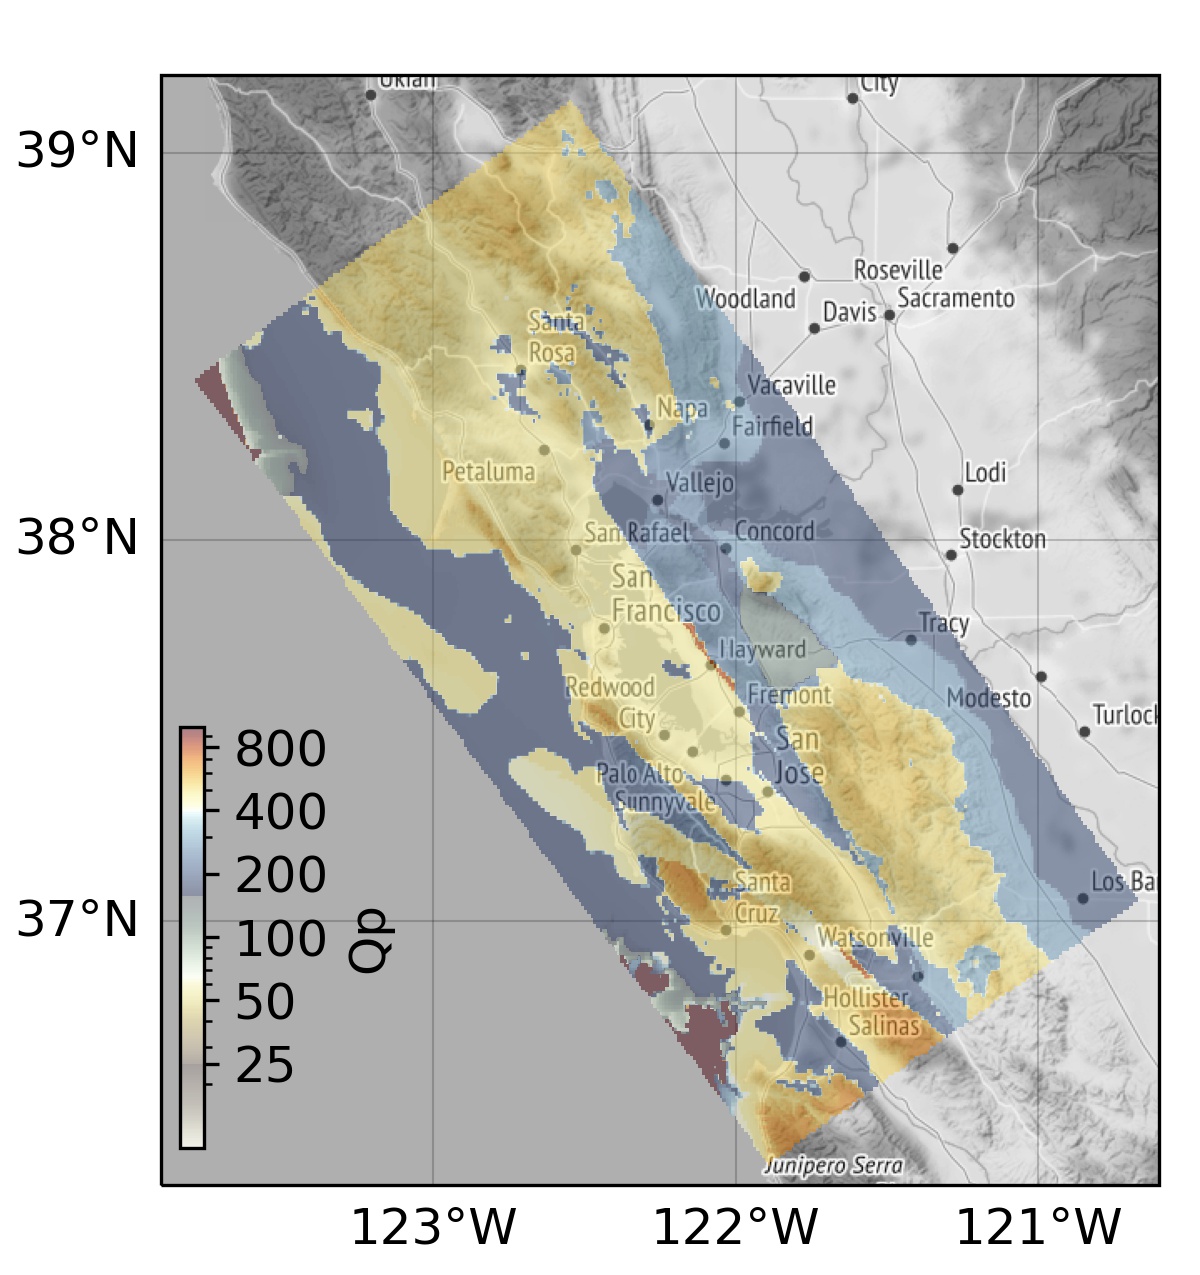 Ukiah
City
39°N
Roseville
Woodland
Sacramento
Davis
Santa
Rosa
Vacaville
Napa
Fairfield
Petaluma
Vallejo
Lodi
38°N
San Rafael
Concord
Stockton
San
Francisco
Tracy
Hayward
Redwood
City
Fremont
Modesto
Turlock
San
Jose
Palo Alto
Sunnyvale
800
400
200
100
50
25
Qp
Santa
Cruz
Los Ba
37°N
Watsonville
Hollister
Salinas
Junipero Serra
123°W
122°W
121°W